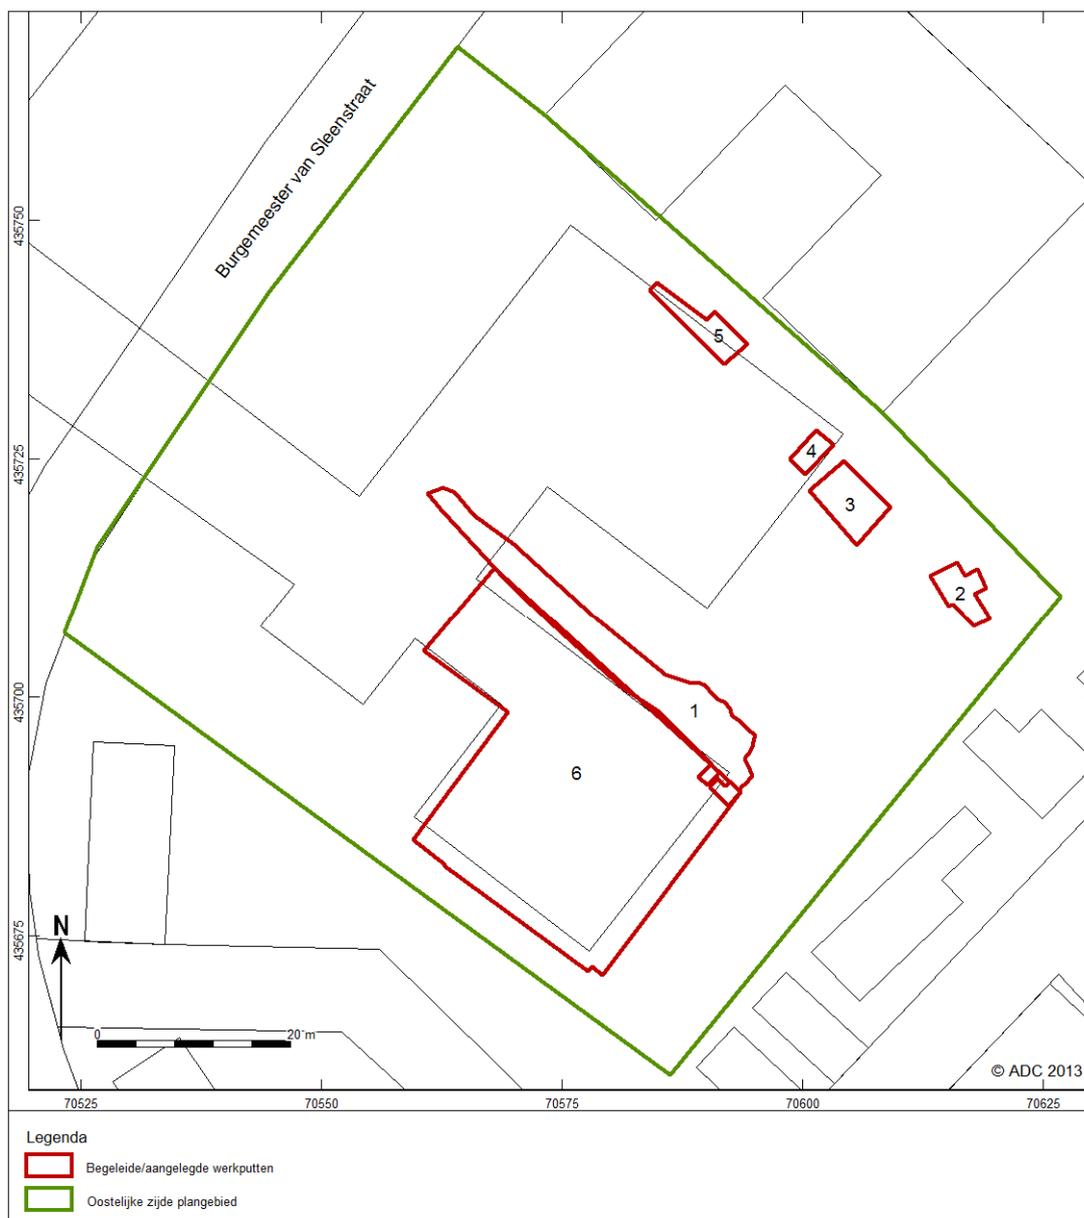 Burgemeester van Sleenstraat
435750
435725
435700
435675
5
4
3
2
1
6
N
0 20 m
© ADC 2013
70525 70550 70575 70600 70625
Legenda
Begeleide/aangelegde werkputten
Oostelijke zijde plangebied